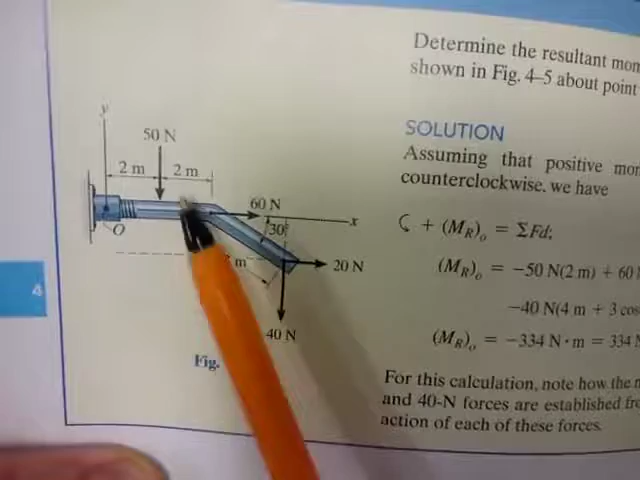 Determine the resultant mom
shown in Fig. 4–5 about point
SOLUTION
Assuming that positive mom
counterclockwise, we have
↺ + (M_R)_o = ΣFd;
(M_R)_o = −50 N(2 m) + 60 N
−40 N(4 m + 3 cos
(M_R)_o = −334 N·m = 334 N
For this calculation, note how the m
and 40-N forces are established fro
action of each of these forces.
y
50 N
2 m
2 m
60 N
x
O
30°
m
20 N
40 N
Fig.
4